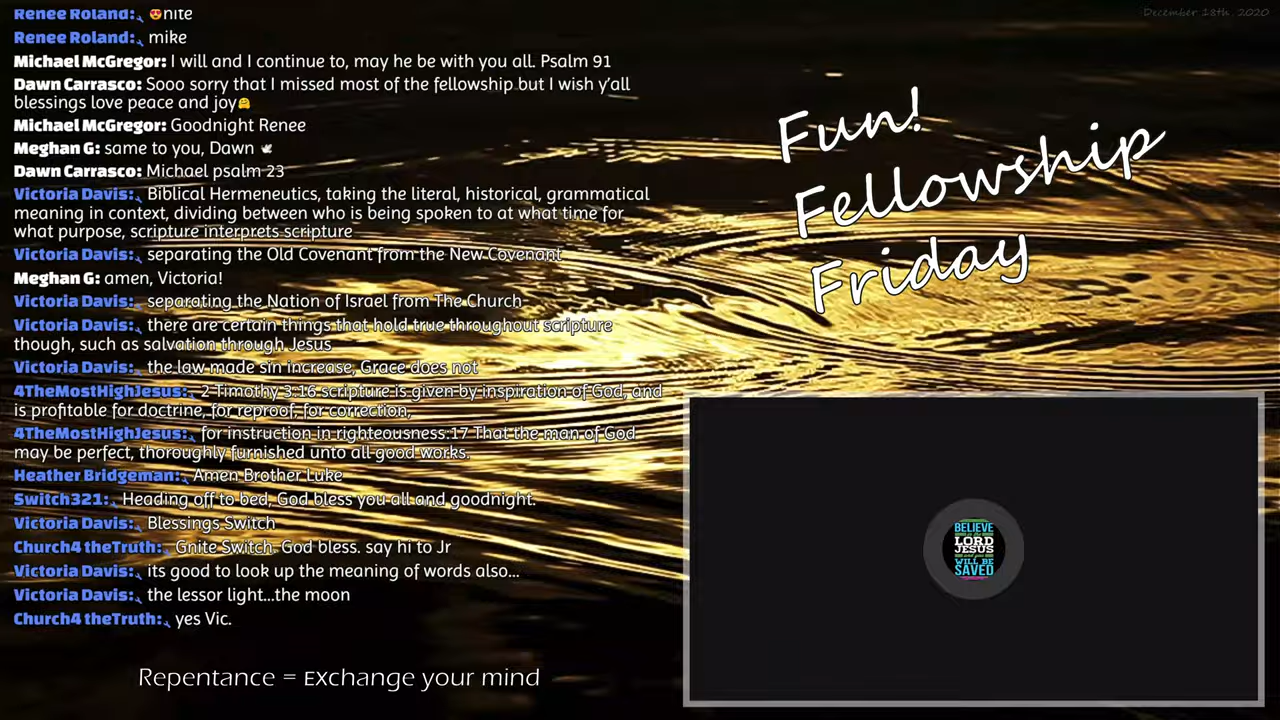 December 18th, 2020
Renee Roland: 😍nite
Renee Roland: mike
Michael McGregor: I will and I continue to, may he be with you all. Psalm 91
Dawn Carrasco: Sooo sorry that I missed most of the fellowship but I wish y'all
blessings love peace and joy🤗
Michael McGregor: Goodnight Renee
Meghan G: same to you, Dawn 🕊
Dawn Carrasco: Michael psalm 23
Victoria Davis: Biblical Hermeneutics, taking the literal, historical, grammatical
meaning in context, dividing between who is being spoken to at what time for
what purpose, scripture interprets scripture
Victoria Davis: separating the Old Covenant from the New Covenant
Meghan G: amen, Victoria!
Victoria Davis: separating the Nation of Israel from The Church
Victoria Davis: there are certain things that hold true throughout scripture
though, such as salvation through Jesus
Victoria Davis: the law made sin increase, Grace does not
4TheMostHighJesus: 2 Timothy 3:16 scripture is given by inspiration of God, and
is profitable for doctrine, for reproof, for correction,
4TheMostHighJesus: for instruction in righteousness:17 That the man of God
may be perfect, thoroughly furnished unto all good works.
Heather Bridgeman: Amen Brother Luke
Switch321: Heading off to bed, God bless you all and goodnight.
Victoria Davis: Blessings Switch
Church4 theTruth: Gnite Switch. God bless. say hi to Jr
Victoria Davis: its good to look up the meaning of words also...
Victoria Davis: the lessor light...the moon
Church4 theTruth: yes Vic.
Repentance = EXchange your mind
Fun!
Fellowship
Friday
BELIEVE
LORD
JESUS
WILL BE
SAVED